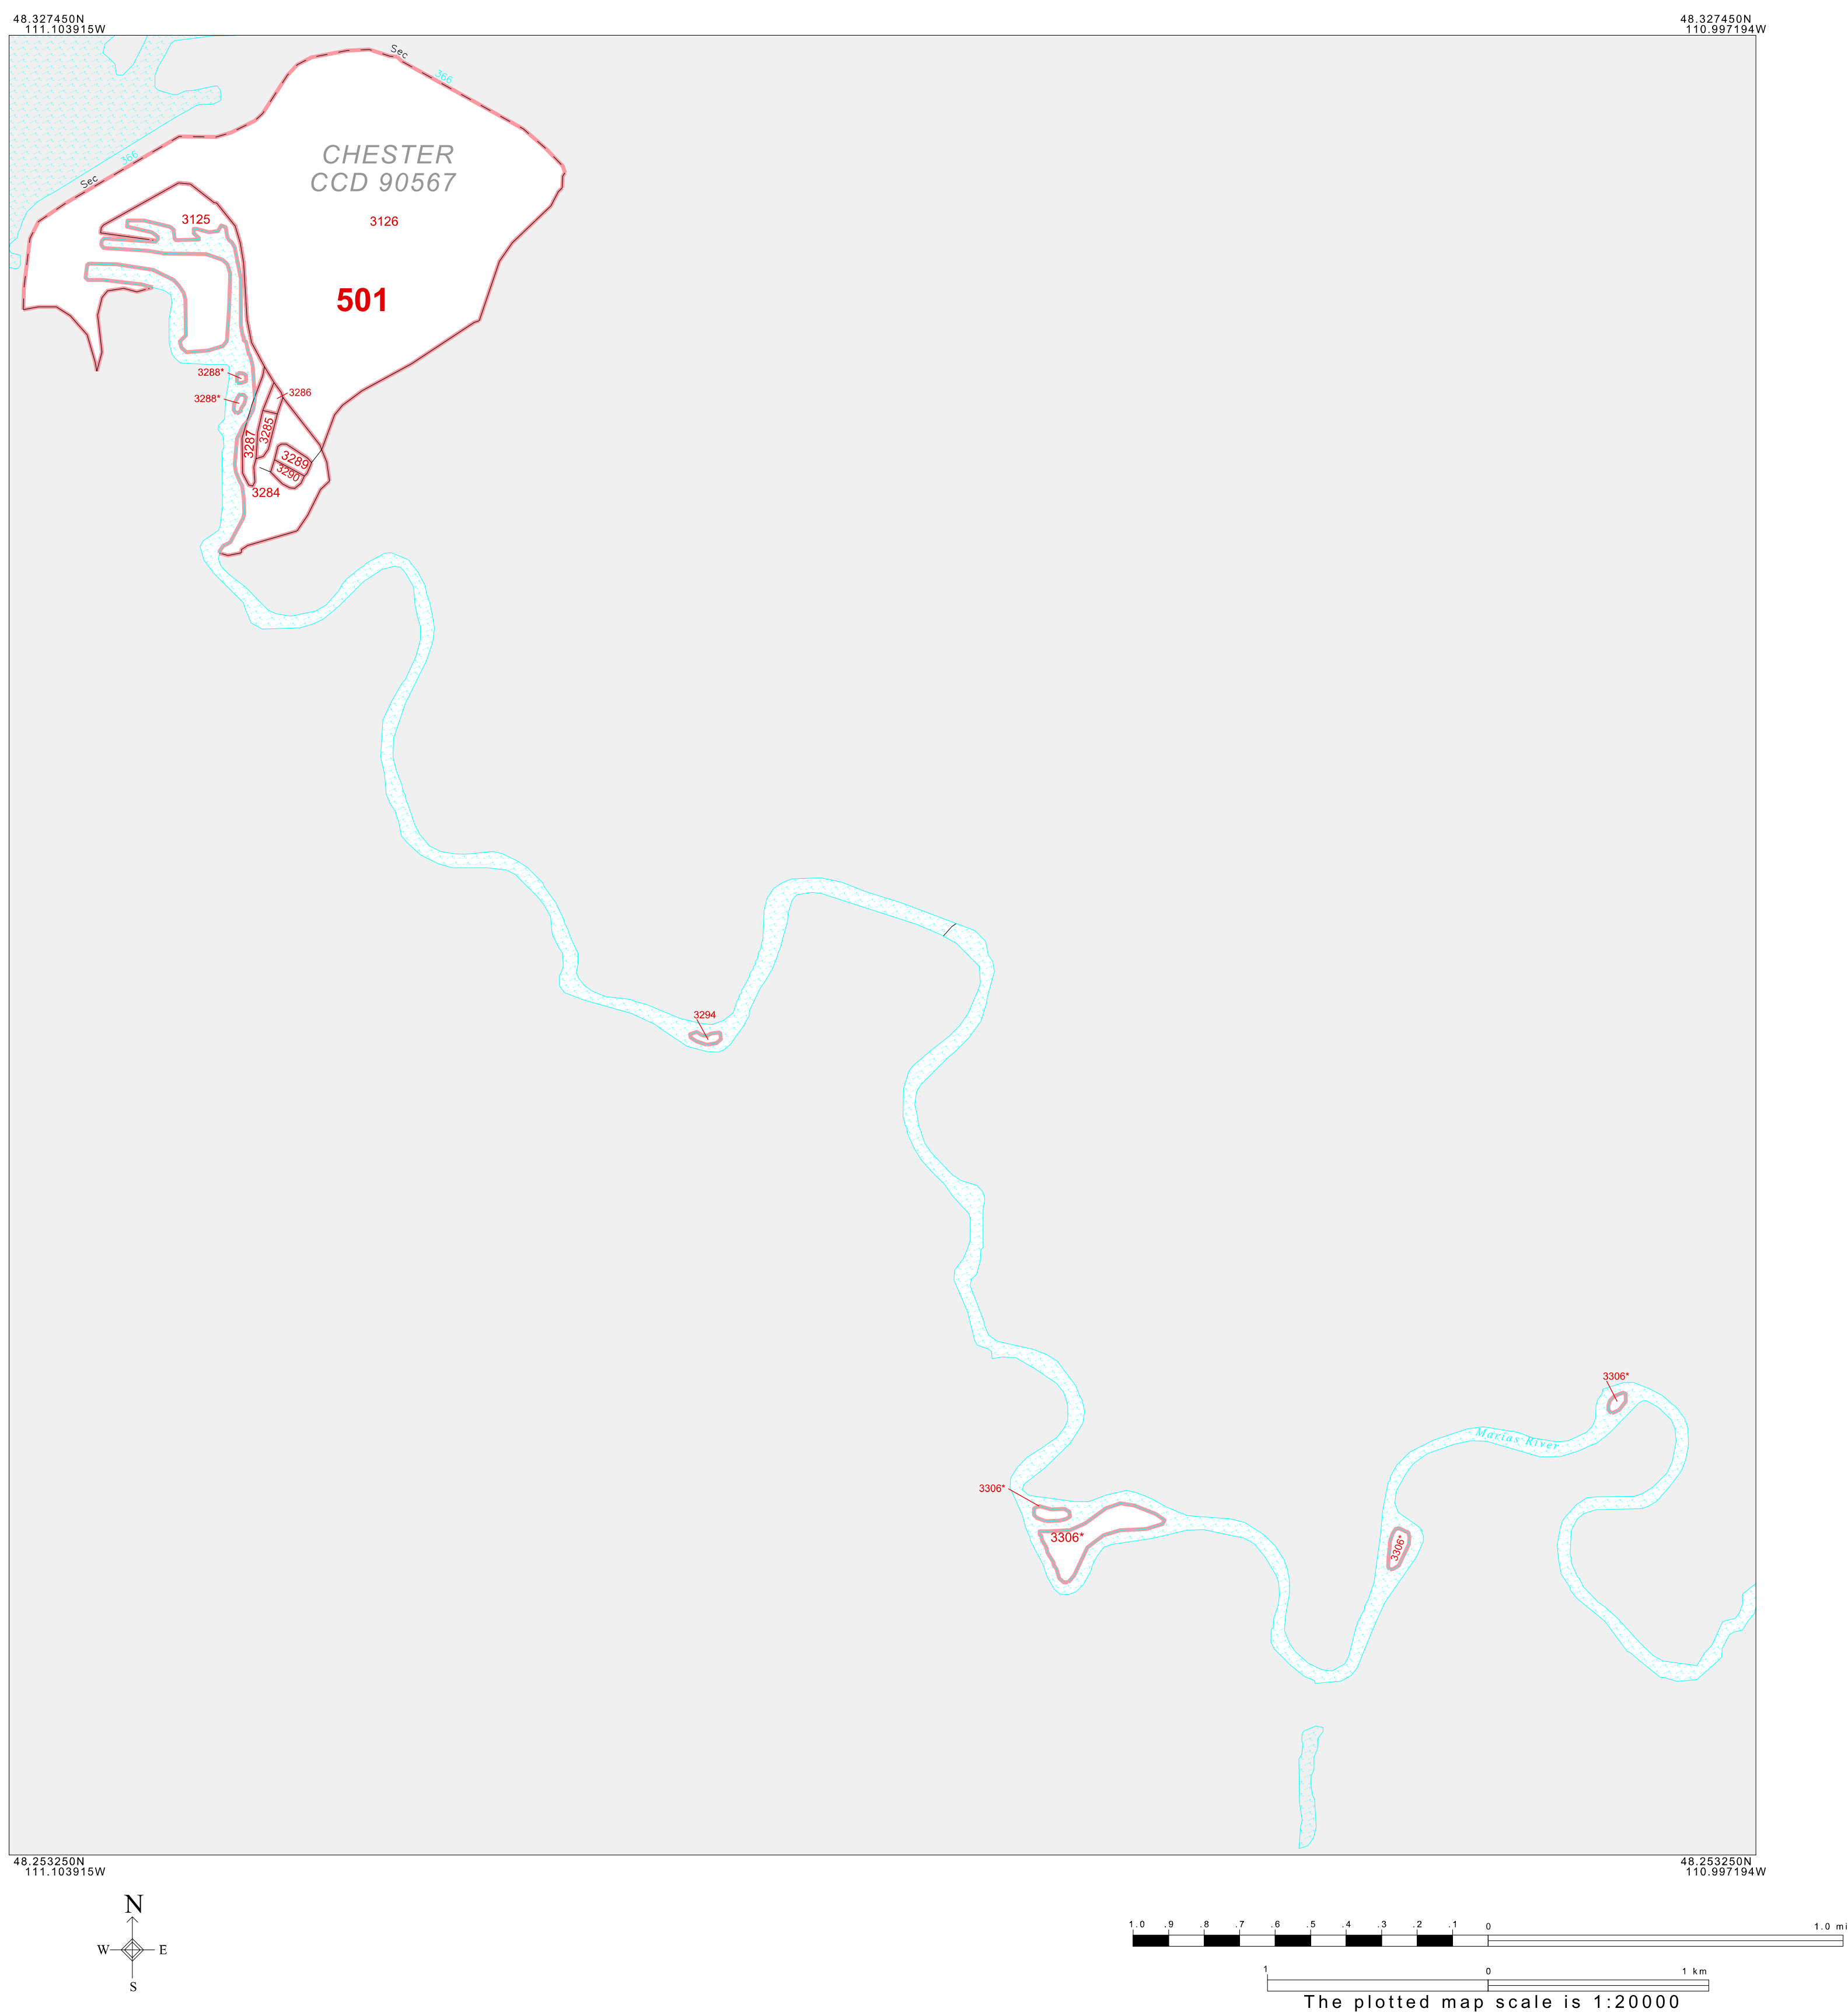 48.327450N
111.103915W
48.327450N
110.997194W
Sec
366
CHESTER
CCD 90567
366
Sec
3125
3126
501
3288*
3286
3288*
3285
3287
3289
3290
3284
3294
3306*
Marias River
3306*
3306*
3306*
48.253250N
111.103915W
48.253250N
110.997194W
N
W
E
S
1.0 .9 .8 .7 .6 .5 .4 .3 .2 .1 0 1.0 mi
1 0 1 km
The plotted map scale is 1:20000